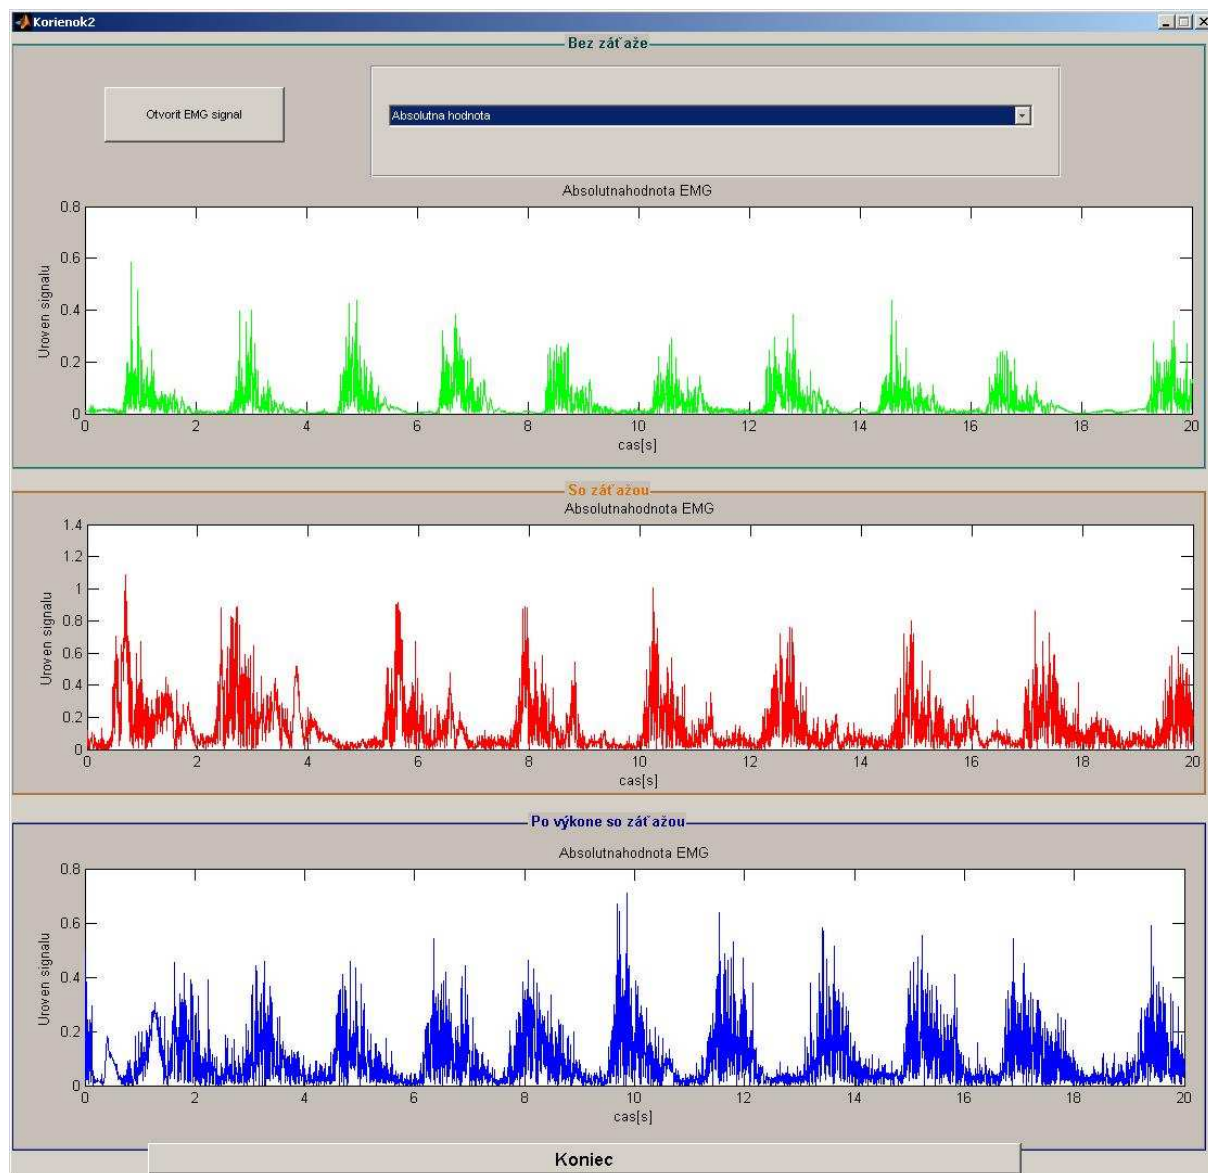 Korienok2
Bez záťaže
Otvorit EMG signal
Absolutna hodnota
Absolutnahodnota EMG
Uroven signalu
0.8
0.6
0.4
0.2
0
0 2 4 6 8 10 12 14 16 18 20
cas[s]
So záťažou
Absolutnahodnota EMG
Uroven signalu
1.4
1.2
1
0.8
0.6
0.4
0.2
0
0 2 4 6 8 10 12 14 16 18 20
cas[s]
Po výkone so záťažou
Absolutnahodnota EMG
Uroven signalu
0.8
0.6
0.4
0.2
0
0 2 4 6 8 10 12 14 16 18 20
cas[s]
Koniec